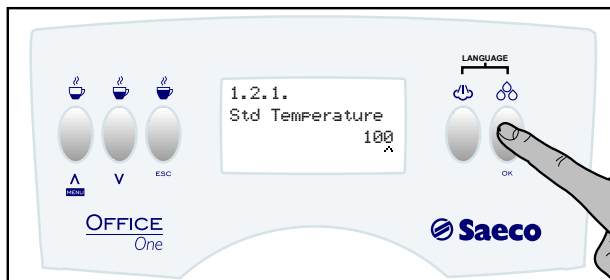 LANGUAGE
1.2.1.
Std Temperature
100
^
MENU
V
ESC
OK
OFFICE
One
Saeco